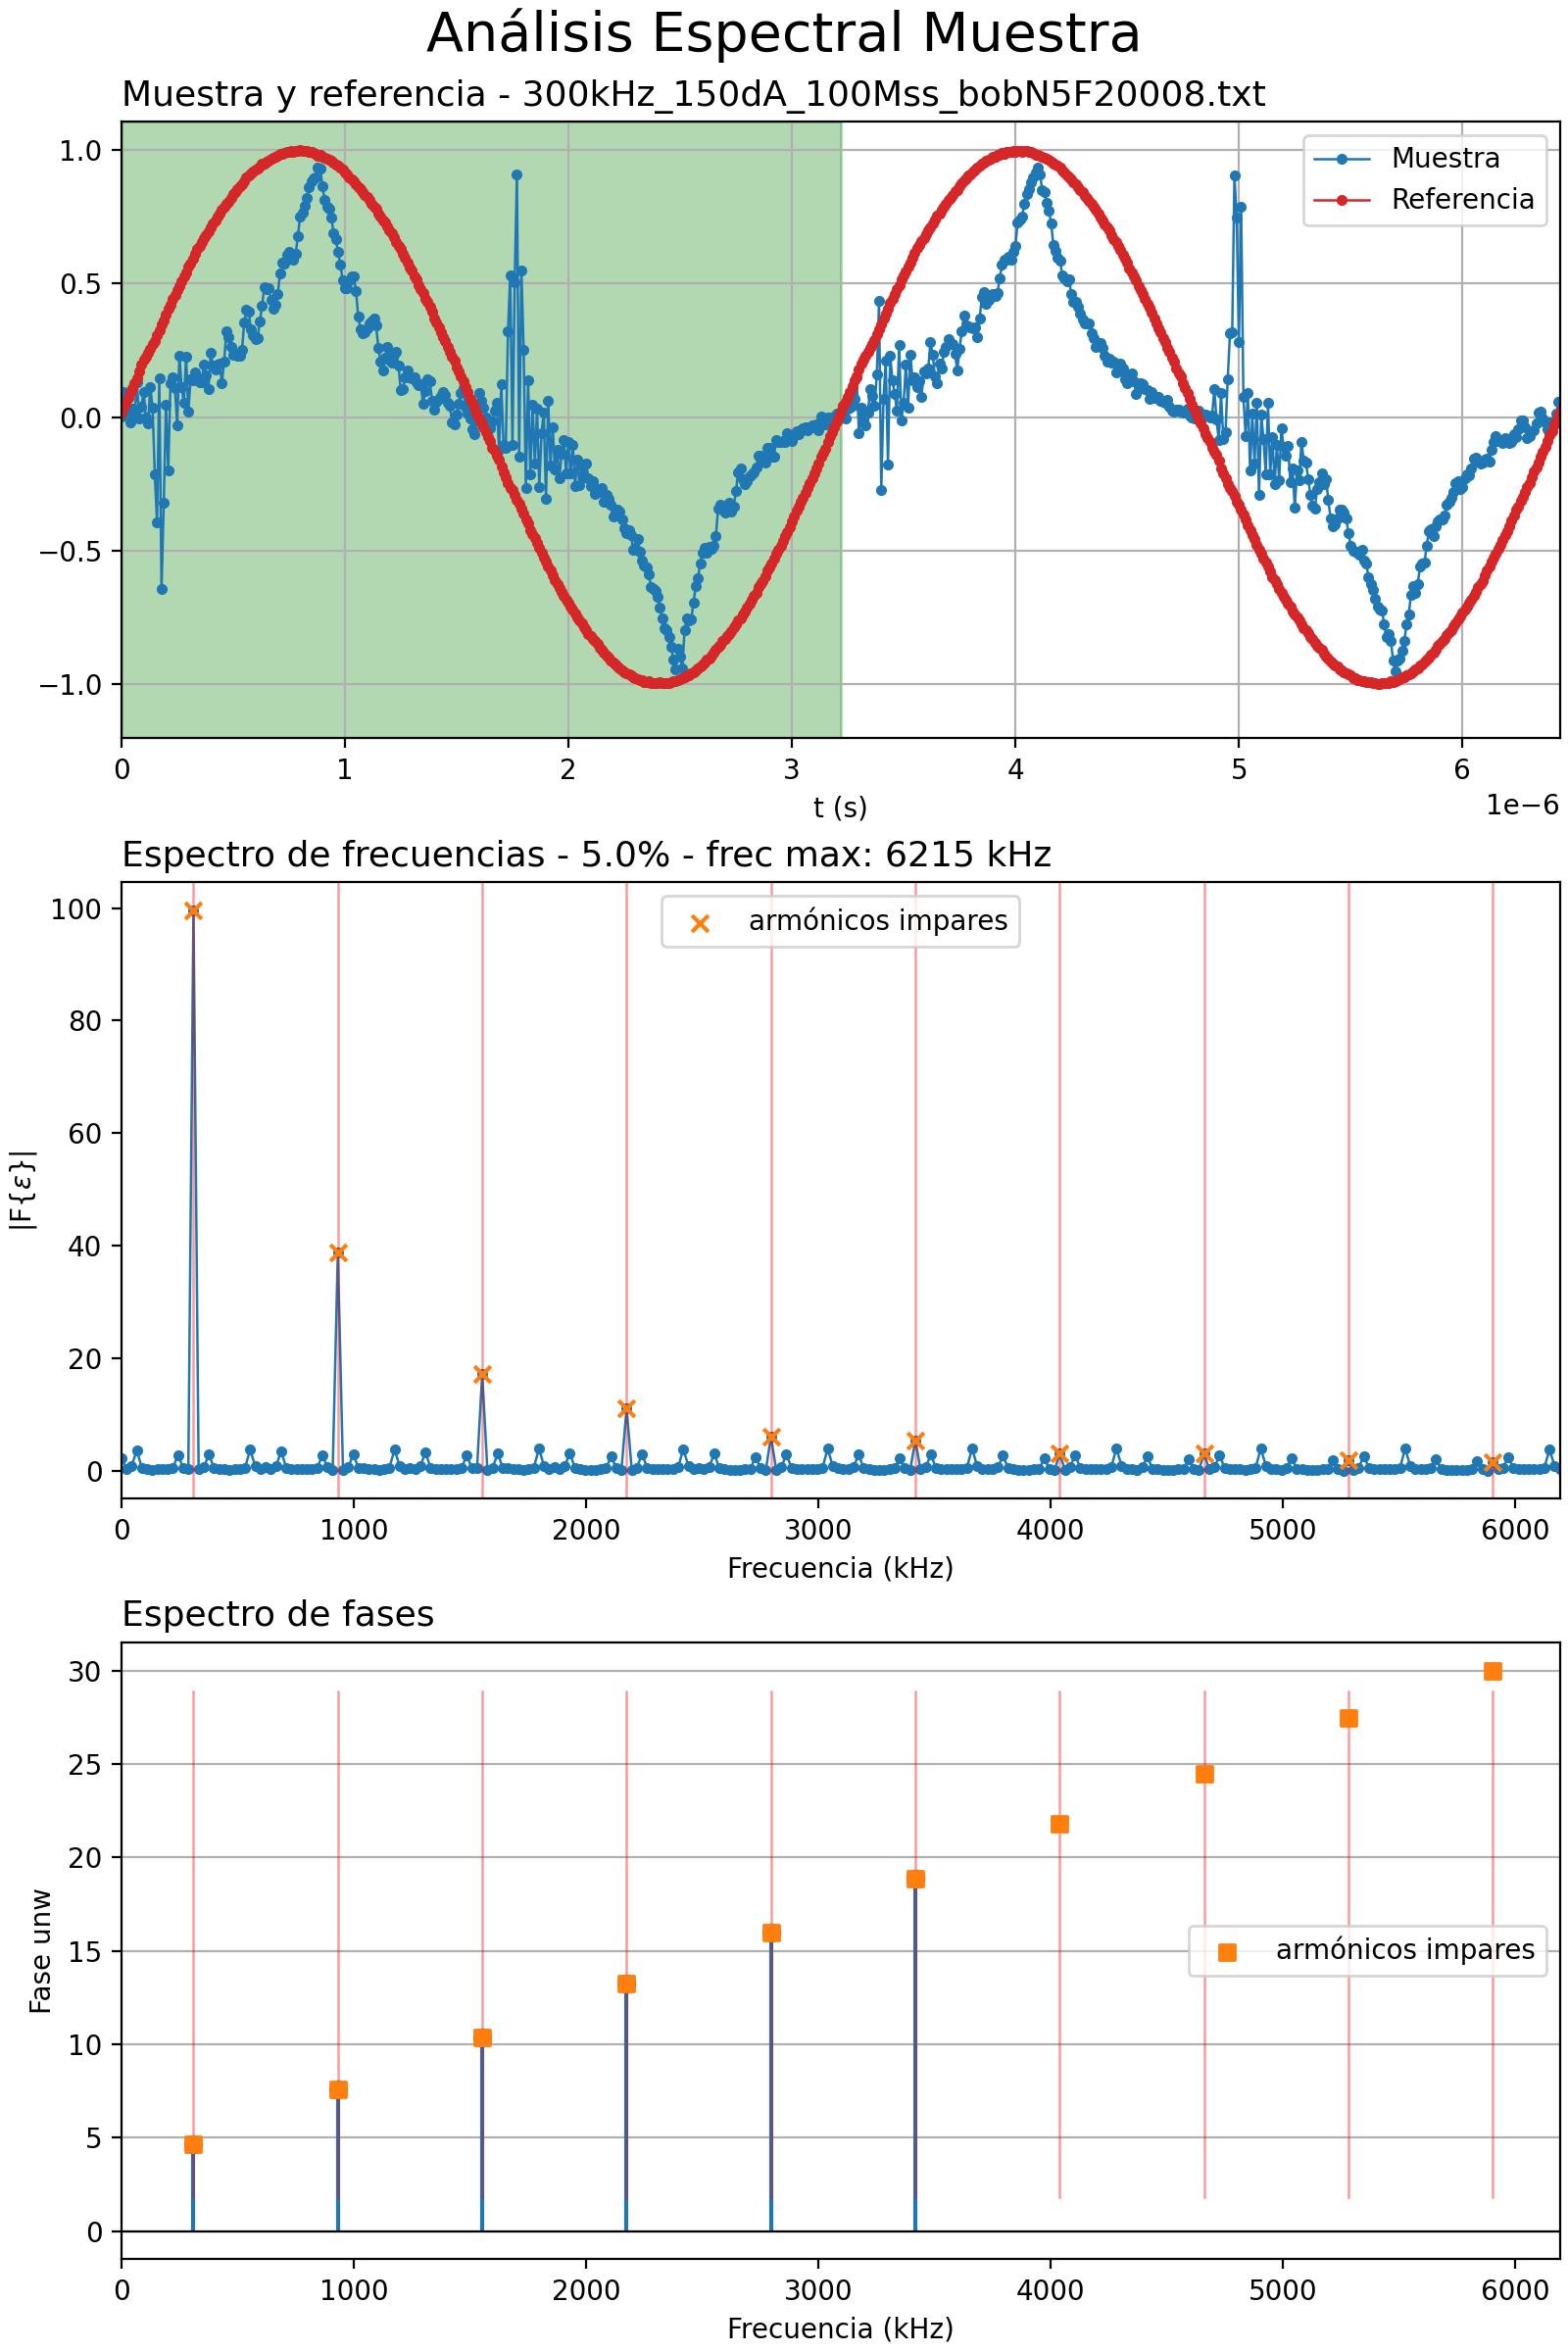 Análisis Espectral Muestra
Muestra y referencia - 300kHz_150dA_100Mss_bobN5F20008.txt
1.0
0.5
0.0
−0.5
−1.0
Muestra
Referencia
0 1 2 3 4 5 6
t (s)
1e−6
Espectro de frecuencias - 5.0% - frec max: 6215 kHz
100
80
60
40
20
0
|F{ε}|
armónicos impares
0 1000 2000 3000 4000 5000 6000
Frecuencia (kHz)
Espectro de fases
30
25
20
15
10
5
0
Fase unw
armónicos impares
0 1000 2000 3000 4000 5000 6000
Frecuencia (kHz)